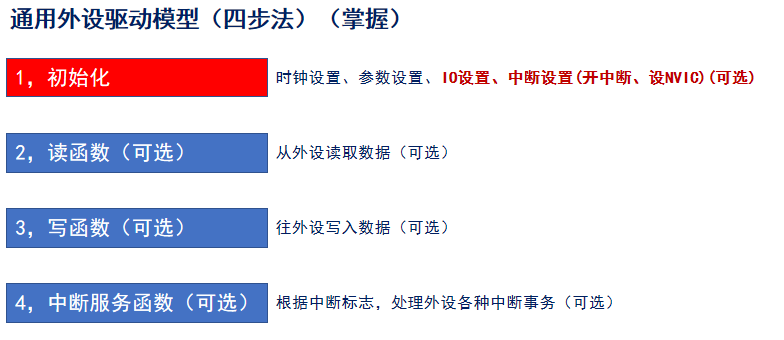 通用外设驱动模型（四步法）（掌握）
1，初始化
时钟设置、参数设置、IO设置、中断设置(开中断、设NVIC)(可选)
2，读函数（可选）
从外设读取数据（可选）
3，写函数（可选）
往外设写入数据（可选）
4，中断服务函数（可选）
根据中断标志，处理外设各种中断事务（可选）